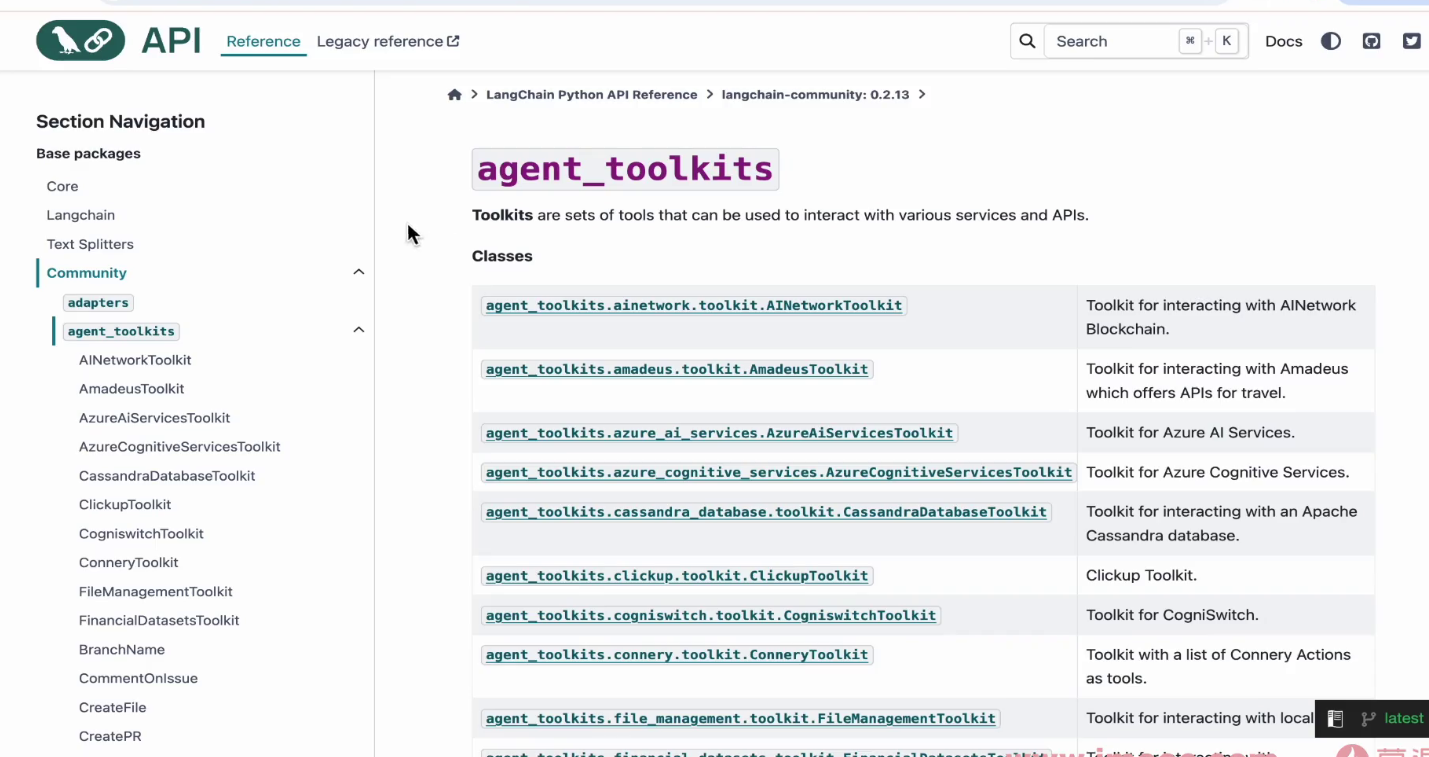 API Reference Legacy reference Search ⌘ + K Docs
LangChain Python API Reference > langchain-community: 0.2.13 >
Section Navigation
Base packages
Core
Langchain
Text Splitters
Community
adapters
agent_toolkits
AINetworkToolkit
AmadeusToolkit
AzureAiServicesToolkit
AzureCognitiveServicesToolkit
CassandraDatabaseToolkit
ClickupToolkit
CogniswitchToolkit
ConneryToolkit
FileManagementToolkit
FinancialDatasetsToolkit
BranchName
CommentOnIssue
CreateFile
CreatePR
agent_toolkits
Toolkits are sets of tools that can be used to interact with various services and APIs.
Classes
agent_toolkits.ainetwork.toolkit.AINetworkToolkit
Toolkit for interacting with AINetwork
Blockchain.
agent_toolkits.amadeus.toolkit.AmadeusToolkit
Toolkit for interacting with Amadeus
which offers APIs for travel.
agent_toolkits.azure_ai_services.AzureAiServicesToolkit
Toolkit for Azure AI Services.
agent_toolkits.azure_cognitive_services.AzureCognitiveServicesToolkit
Toolkit for Azure Cognitive Services.
agent_toolkits.cassandra_database.toolkit.CassandraDatabaseToolkit
Toolkit for interacting with an Apache
Cassandra database.
agent_toolkits.clickup.toolkit.ClickupToolkit
Clickup Toolkit.
agent_toolkits.cogniswitch.toolkit.CogniswitchToolkit
Toolkit for CogniSwitch.
agent_toolkits.connery.toolkit.ConneryToolkit
Toolkit with a list of Connery Actions
as tools.
agent_toolkits.file_management.toolkit.FileManagementToolkit
Toolkit for interacting with local
latest